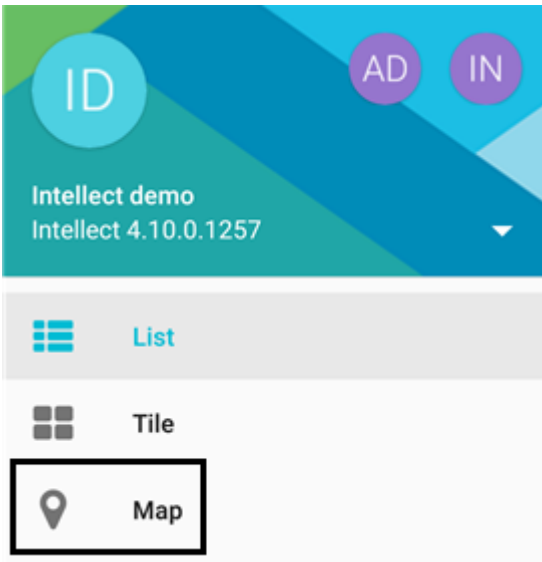 ID
AD
IN
Intellect demo
Intellect 4.10.0.1257
List
Tile
Map